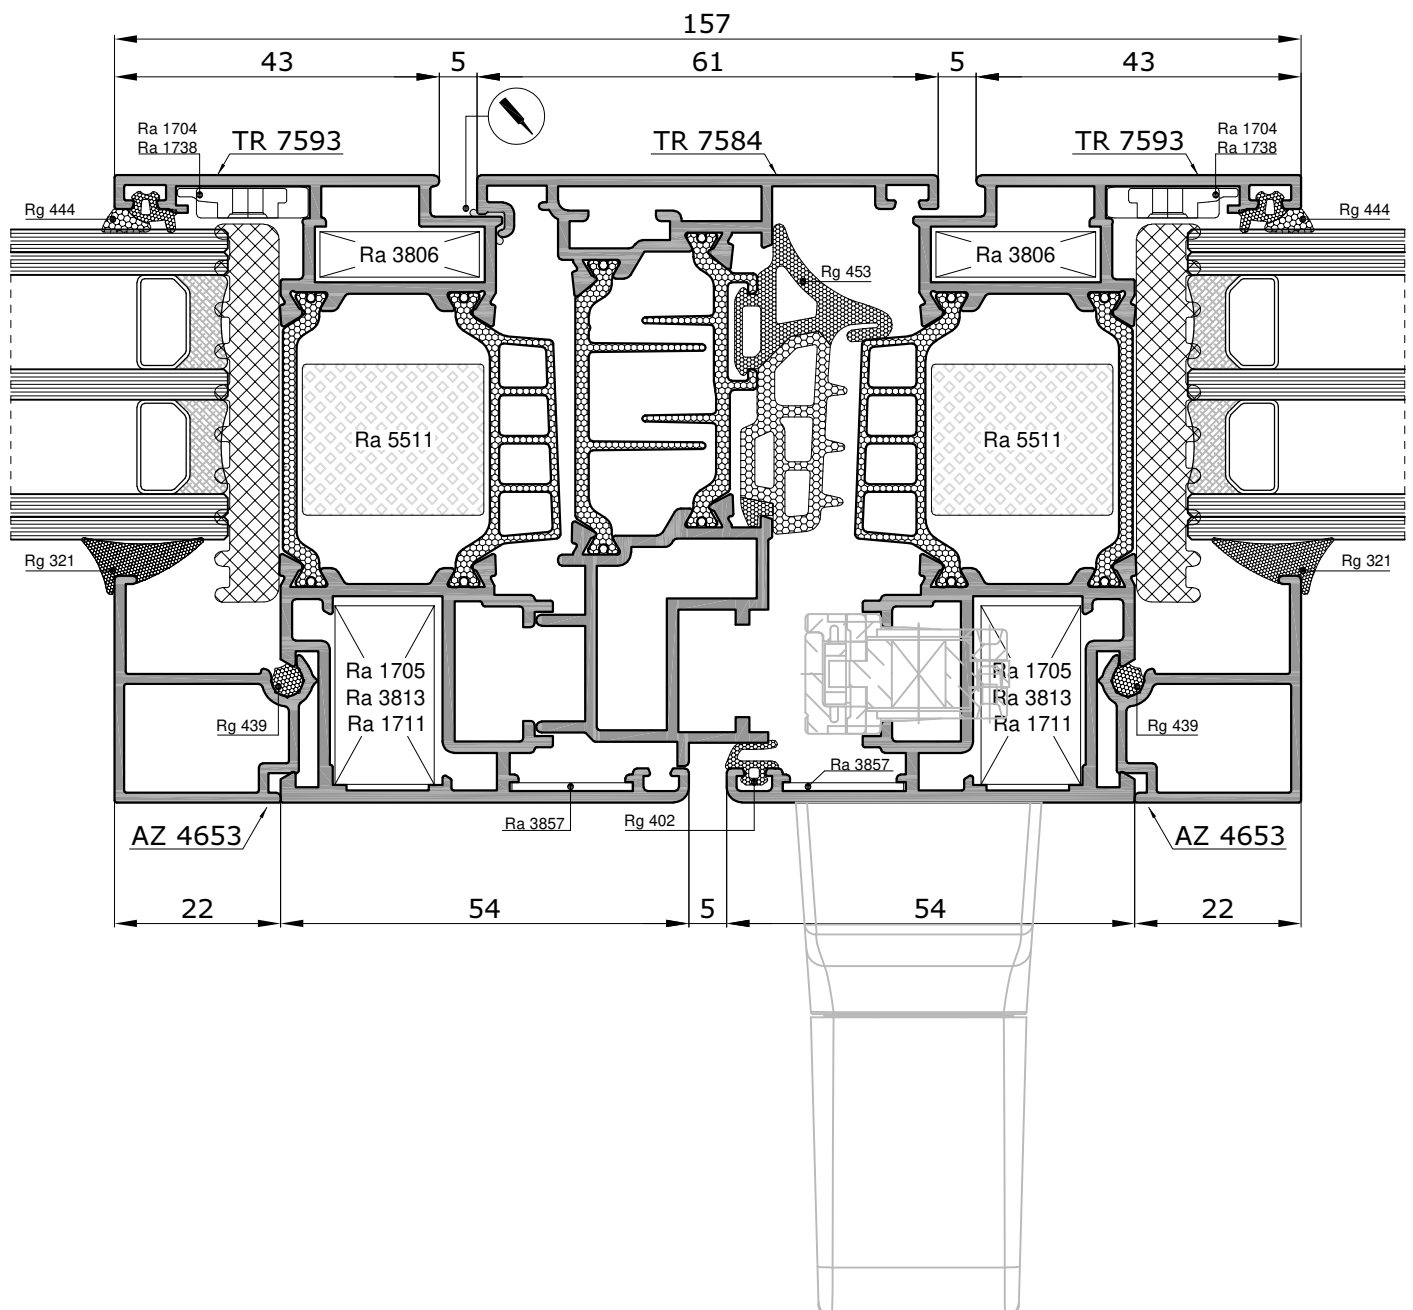 157
43 5 61 5 43
Ra 1704
Ra 1738
TR 7593
TR 7584
TR 7593
Ra 1704
Ra 1738
Rg 444
Rg 444
Ra 3806
Rg 453
Ra 3806
Ra 5511
Ra 5511
Rg 321
Rg 321
Ra 1705
Ra 3813
Ra 1711
Ra 1705
Ra 3813
Ra 1711
Rg 439
Rg 439
Ra 3857
AZ 4653
Ra 3857
Rg 402
AZ 4653
22 54 5 54 22